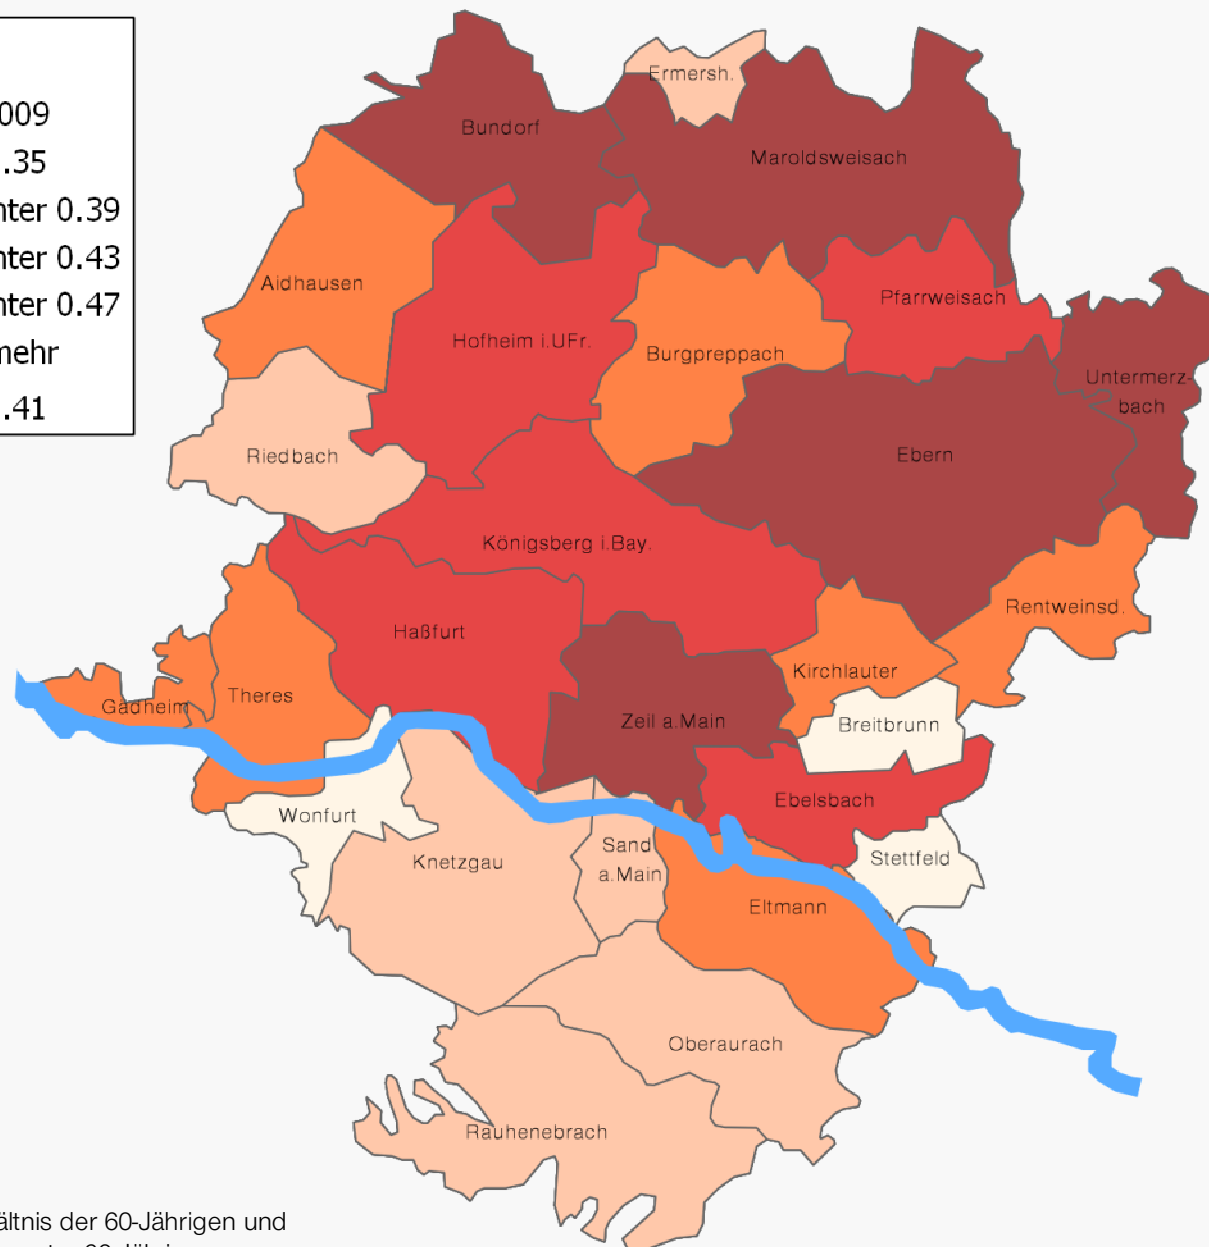 009
.35
nter 0.39
nter 0.43
nter 0.47
mehr
.41
Ermersh.
Bundorf
Maroldsweisach
Aidhausen
Pfarrweisach
Hofheim i.UFr.
Burgpreppach
Untermerz-
bach
Riedbach
Ebern
Königsberg i.Bay.
Rentweinsd.
Haßfurt
Kirchlauter
Theres
Gädheim
Zeil a.Main
Breitbrunn
Ebelsbach
Wonfurt
Sand
a.Main
Stettfeld
Knetzgau
Eltmann
Oberaurach
Rauhenebrach
ältnis der 60-Jährigen und